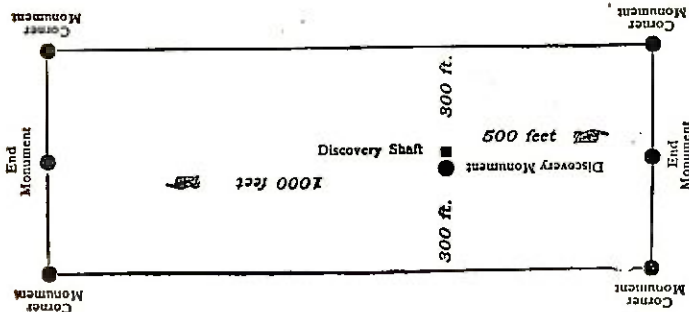 Corner
Monument
Corner
Monument
300 ft.
500 feet
Discovery Shaft
Discovery Monument
End
Monument
End
Monument
1000 feet
300 ft.
Corner
Monument
Corner
Monument